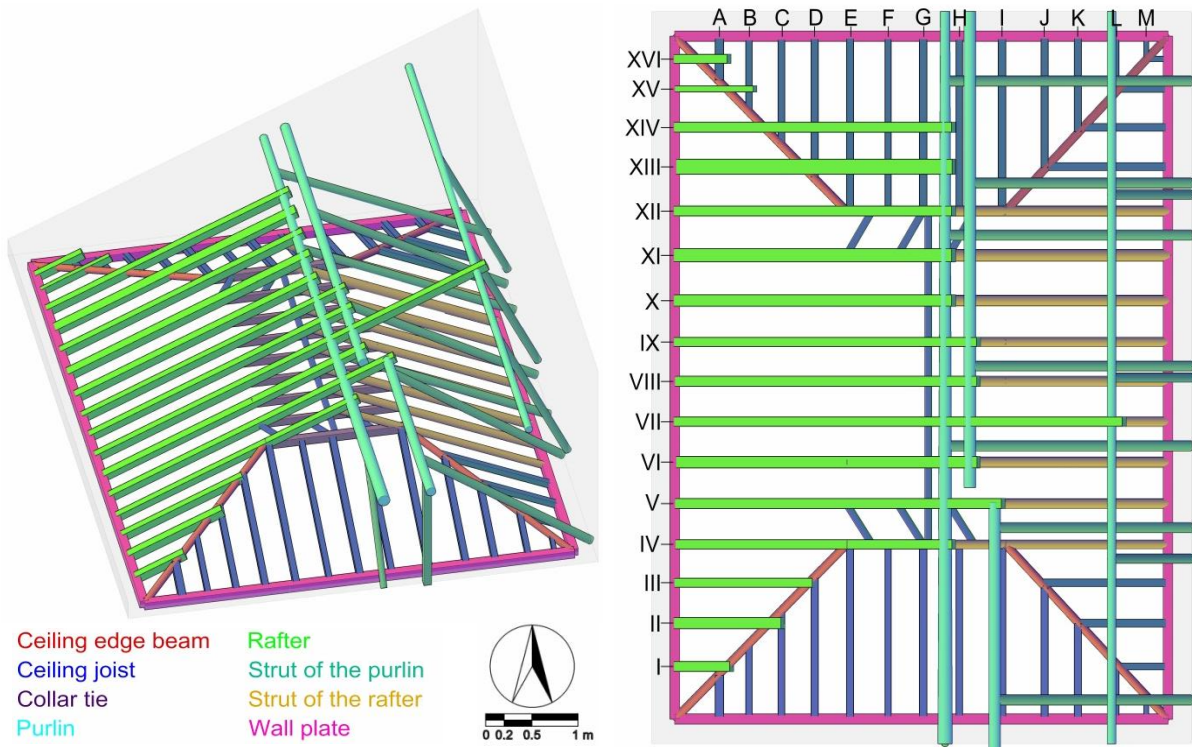 A B C D E F G H I J K L M
XVI
XV
XIV
XIII
XII
XI
X
IX
VIII
VII
VI
V
IV
III
II
I
Ceiling edge beam
Ceiling joist
Collar tie
Purlin
Rafter
Strut of the purlin
Strut of the rafter
Wall plate
0 0.2 0.5 1 m